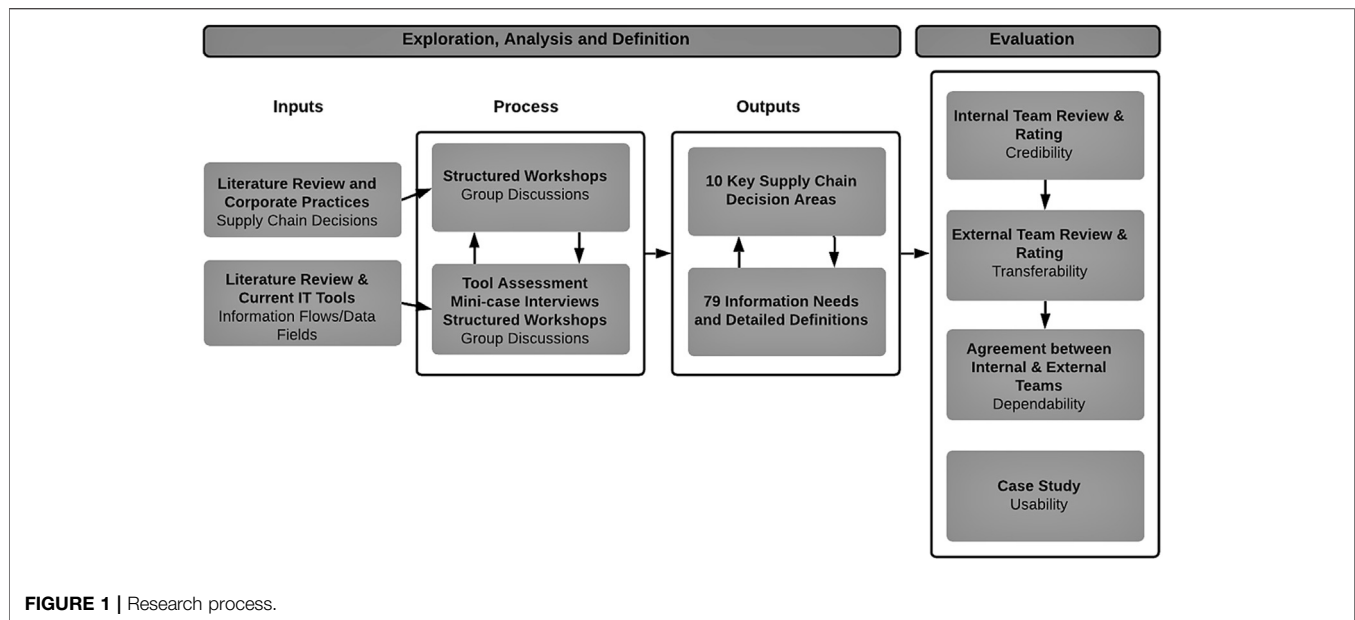 Exploration, Analysis and Definition
Evaluation
Inputs
Process
Outputs
Literature Review and
Corporate Practices
Supply Chain Decisions
Literature Review &
Current IT Tools
Information Flows/Data
Fields
Structured Workshops
Group Discussions
Tool Assessment
Mini-case Interviews
Structured Workshops
Group Discussions
10 Key Supply Chain
Decision Areas
79 Information Needs
and Detailed Definitions
Internal Team Review &
Rating
Credibility
External Team Review &
Rating
Transferability
Agreement between
Internal & External
Teams
Dependability
Case Study
Usability
FIGURE 1 | Research process.